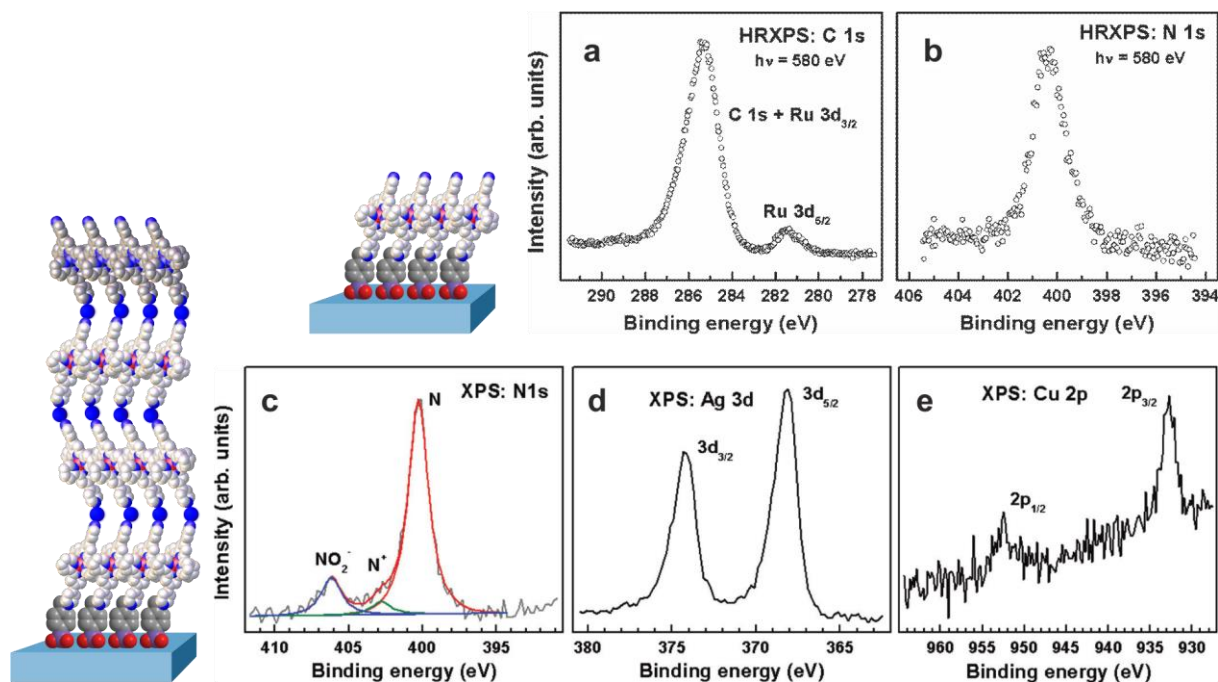 a
HRXPS: C 1s
hν = 580 eV
C 1s + Ru 3d3/2
Ru 3d5/2
Intensity (arb. units)
290 288 286 284 282 280 278
Binding energy (eV)
b
HRXPS: N 1s
hν = 580 eV
406 404 402 400 398 396 394
Binding energy (eV)
c
XPS: N1s
N
NO2-
N+
Intensity (arb. units)
410 405 400 395
Binding energy (eV)
d
XPS: Ag 3d
3d5/2
3d3/2
380 375 370 365
Binding energy (eV)
e
XPS: Cu 2p
2p3/2
2p1/2
960 955 950 945 940 935 930
Binding energy (eV)